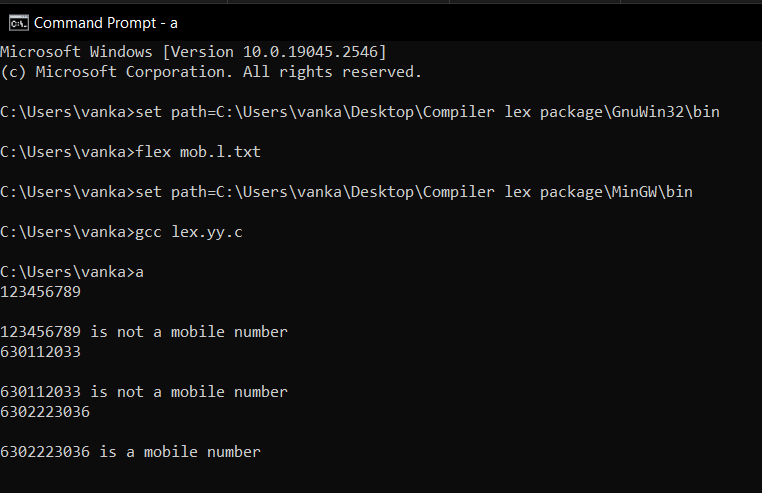 Command Prompt - a
Microsoft Windows [Version 10.0.19045.2546]
(c) Microsoft Corporation. All rights reserved.
C:\Users\vanka>set path=C:\Users\vanka\Desktop\Compiler lex package\GnuWin32\bin
C:\Users\vanka>flex mob.l.txt
C:\Users\vanka>set path=C:\Users\vanka\Desktop\Compiler lex package\MinGW\bin
C:\Users\vanka>gcc lex.yy.c
C:\Users\vanka>a
123456789
123456789 is not a mobile number
630112033
630112033 is not a mobile number
6302223036
6302223036 is a mobile number